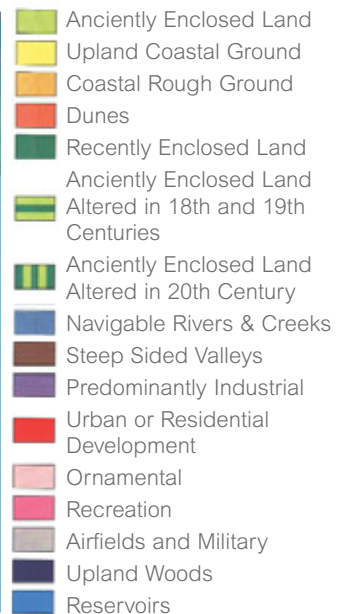 Anciently Enclosed Land
Upland Coastal Ground
Coastal Rough Ground
Dunes
Recently Enclosed Land
Anciently Enclosed Land
Altered in 18th and 19th
Centuries
Anciently Enclosed Land
Altered in 20th Century
Navigable Rivers & Creeks
Steep Sided Valleys
Predominantly Industrial
Urban or Residential
Development
Ornamental
Recreation
Airfields and Military
Upland Woods
Reservoirs